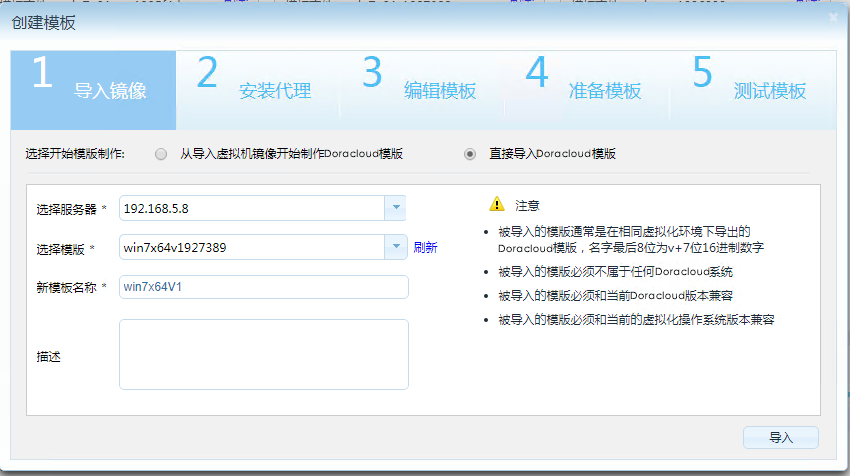 创建模板
1 导入镜像
2 安装代理
3 编辑模板
4 准备模板
5 测试模板
选择开始模版制作:
从导入虚拟机镜像开始制作Doracloud模版
直接导入Doracloud模版
选择服务器 *
192.168.5.8
选择模版 *
win7x64v1927389
刷新
新模板名称 *
win7x64V1
描述
注意
被导入的模版通常是在相同虚拟化环境下导出的
Doracloud模版，名字最后8位为v+7位16进制数字
被导入的模版必须不属于任何Doracloud系统
被导入的模版必须和当前Doracloud版本兼容
被导入的模版必须和当前的虚拟化操作系统版本兼容
导入